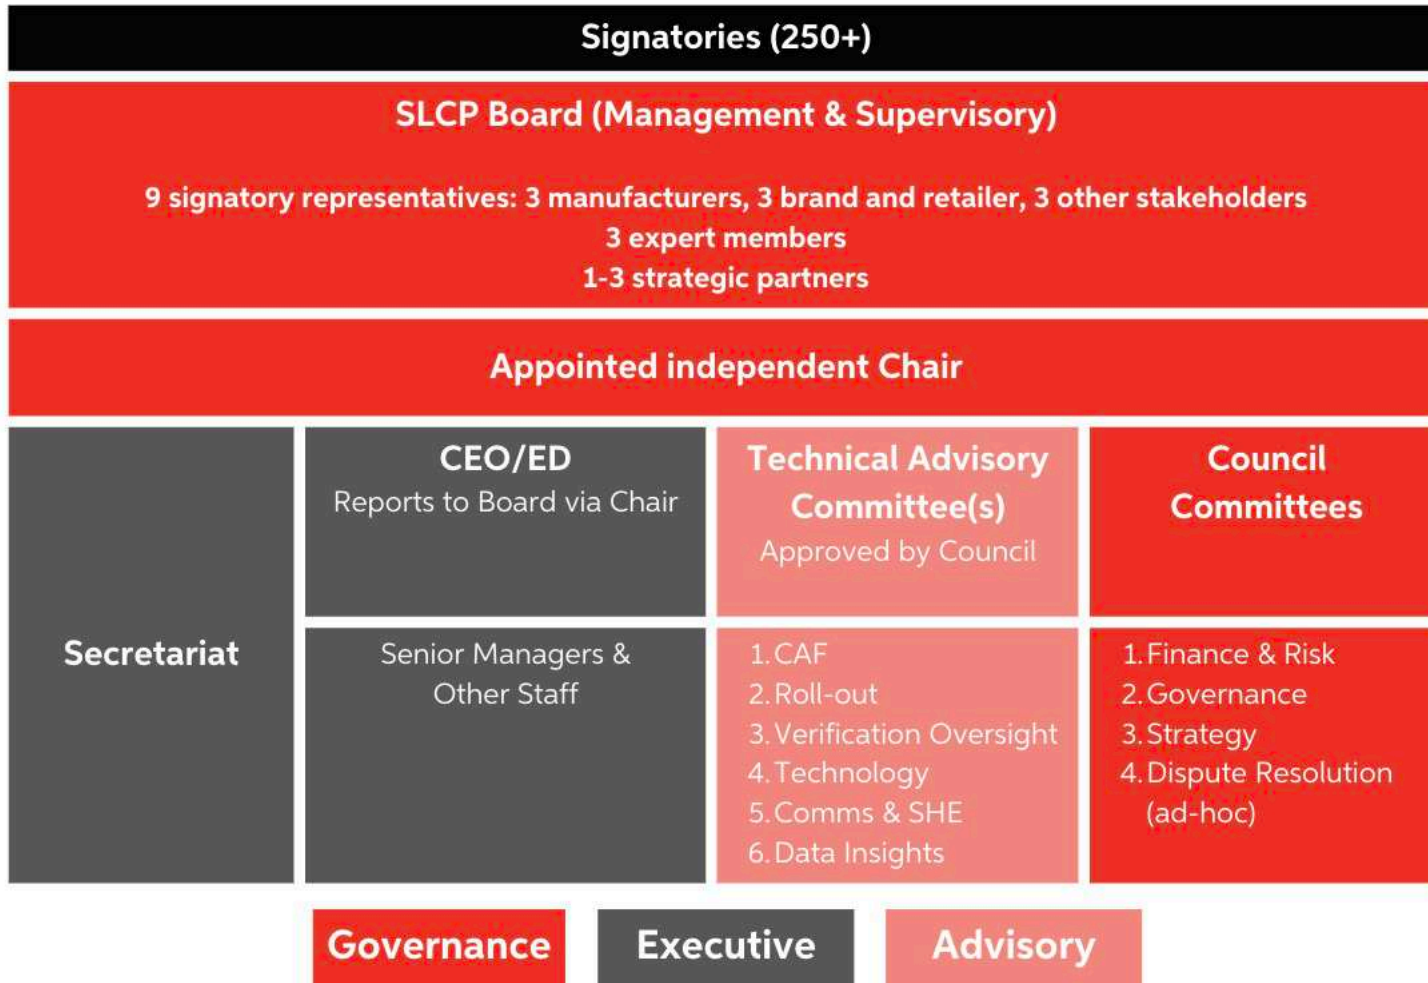 Signatories (250+)
SLCP Board (Management & Supervisory)
9 signatory representatives: 3 manufacturers, 3 brand and retailer, 3 other stakeholders
3 expert members
1-3 strategic partners
Appointed independent Chair
Secretariat
CEO/ED
Reports to Board via Chair
Senior Managers &
Other Staff
Technical Advisory
Committee(s)
Approved by Council
1. CAF
2. Roll-out
3. Verification Oversight
4. Technology
5. Comms & SHE
6. Data Insights
Council
Committees
1. Finance & Risk
2. Governance
3. Strategy
4. Dispute Resolution
(ad-hoc)
Governance
Executive
Advisory